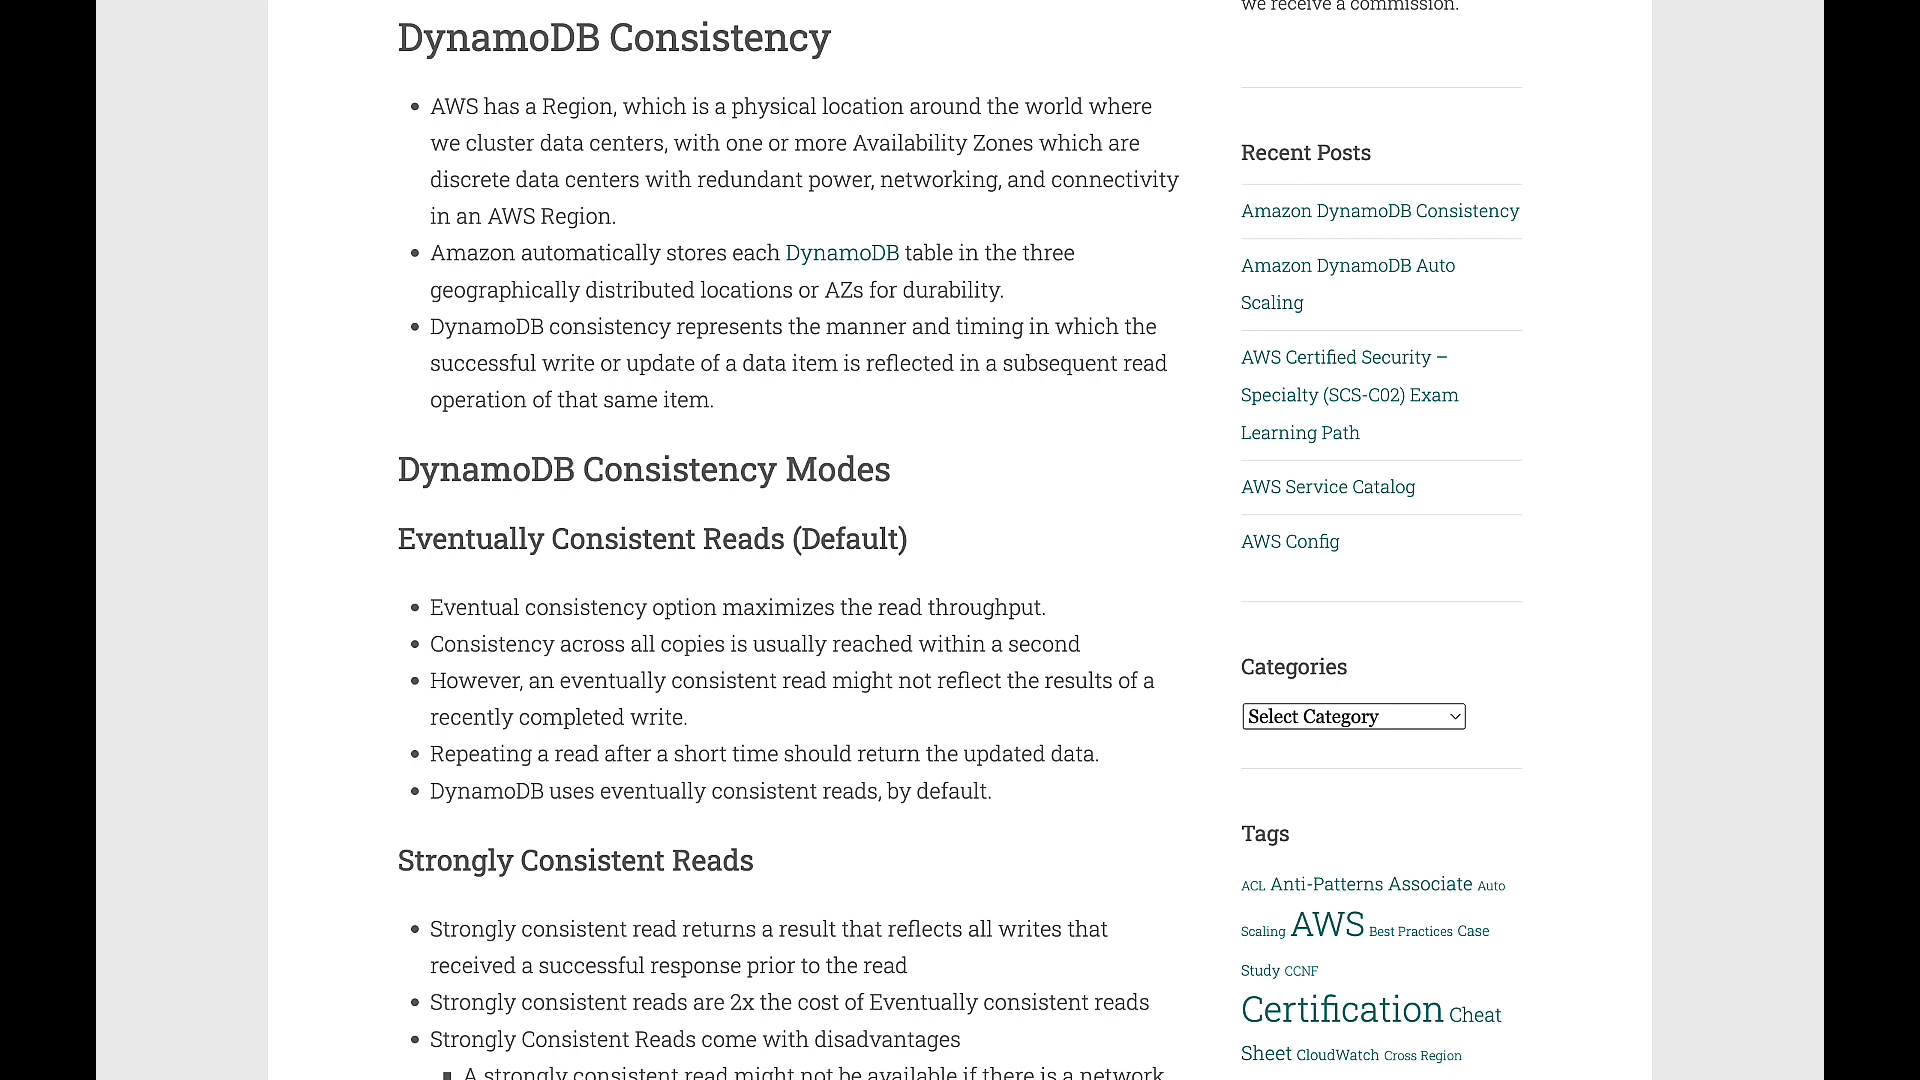 DynamoDB Consistency
AWS has a Region, which is a physical location around the world where
we cluster data centers, with one or more Availability Zones which are
discrete data centers with redundant power, networking, and connectivity
in an AWS Region.
Amazon automatically stores each DynamoDB table in the three
geographically distributed locations or AZs for durability.
DynamoDB consistency represents the manner and timing in which the
successful write or update of a data item is reflected in a subsequent read
operation of that same item.
DynamoDB Consistency Modes
Eventually Consistent Reads (Default)
Eventual consistency option maximizes the read throughput.
Consistency across all copies is usually reached within a second
However, an eventually consistent read might not reflect the results of a
recently completed write.
Repeating a read after a short time should return the updated data.
DynamoDB uses eventually consistent reads, by default.
Strongly Consistent Reads
Strongly consistent read returns a result that reflects all writes that
received a successful response prior to the read
Strongly consistent reads are 2x the cost of Eventually consistent reads
Strongly Consistent Reads come with disadvantages
A strongly consistent read might not be available if there is a network
we receive a commission.
Recent Posts
Amazon DynamoDB Consistency
Amazon DynamoDB Auto
Scaling
AWS Certified Security –
Specialty (SCS-C02) Exam
Learning Path
AWS Service Catalog
AWS Config
Categories
Select Category
Tags
ACL Anti-Patterns Associate Auto
Scaling AWS Best Practices Case
Study CCNF
Certification Cheat
Sheet CloudWatch Cross Region